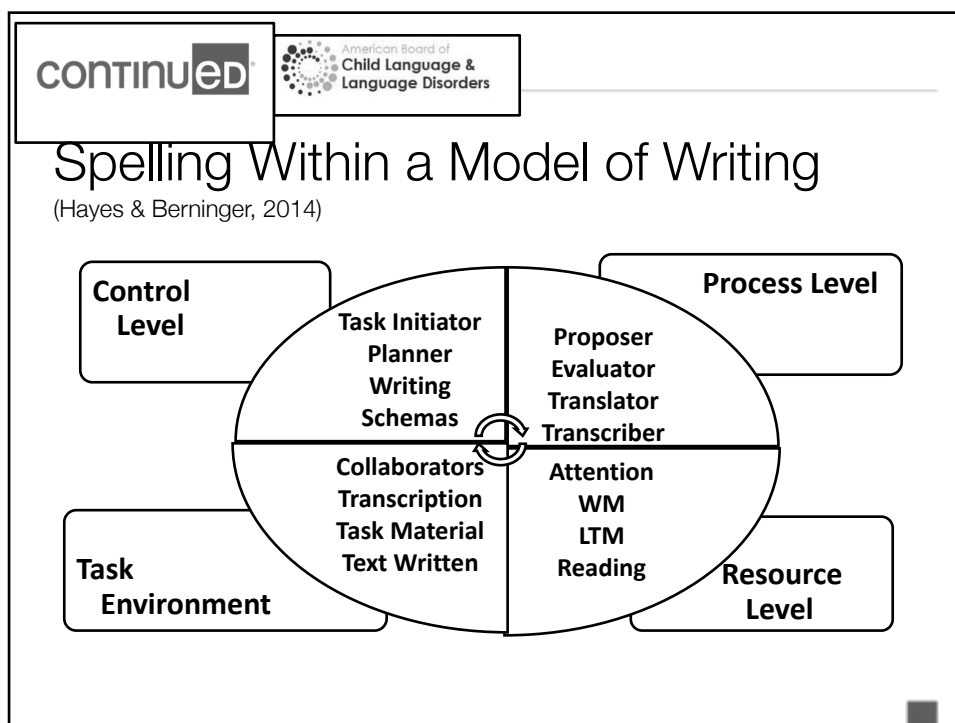 continued
American Board of
Child Language &
Language Disorders
Spelling Within a Model of Writing
(Hayes & Berninger, 2014)
Control
Level
Task Initiator
Planner
Writing
Schemas
Process Level
Proposer
Evaluator
Translator
Transcriber
Task
Environment
Collaborators
Transcription
Task Material
Text Written
Attention
WM
LTM
Reading
Resource
Level